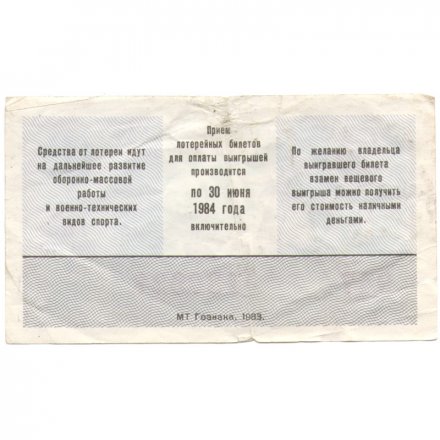 Средства от лотереи идут
на дальнейшее развитие
оборонно-массовой
работы
и военно-технических
видов спорта.
Прием
лотерейных билетов
для оплаты выигрышей
производится
по 30 июня
1984 года
включительно
По желанию владельца
выигравшего билета
взамен вещевого
выигрыша можно получить
его стоимость наличными
деньгами.
МТ Гознака. 1983.